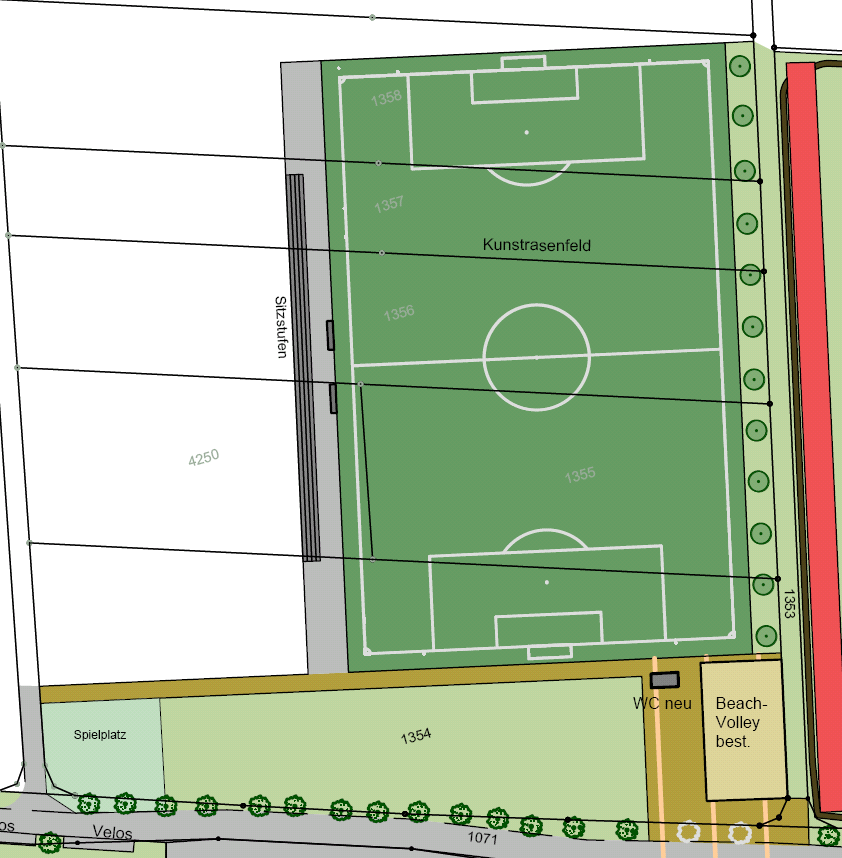 1358
1357
Kunstrasenfeld
1356
Sitzstufen
4250
1355
1353
WC neu
Beach-
Volley
best.
Spielplatz
1354
os
Velos
1071